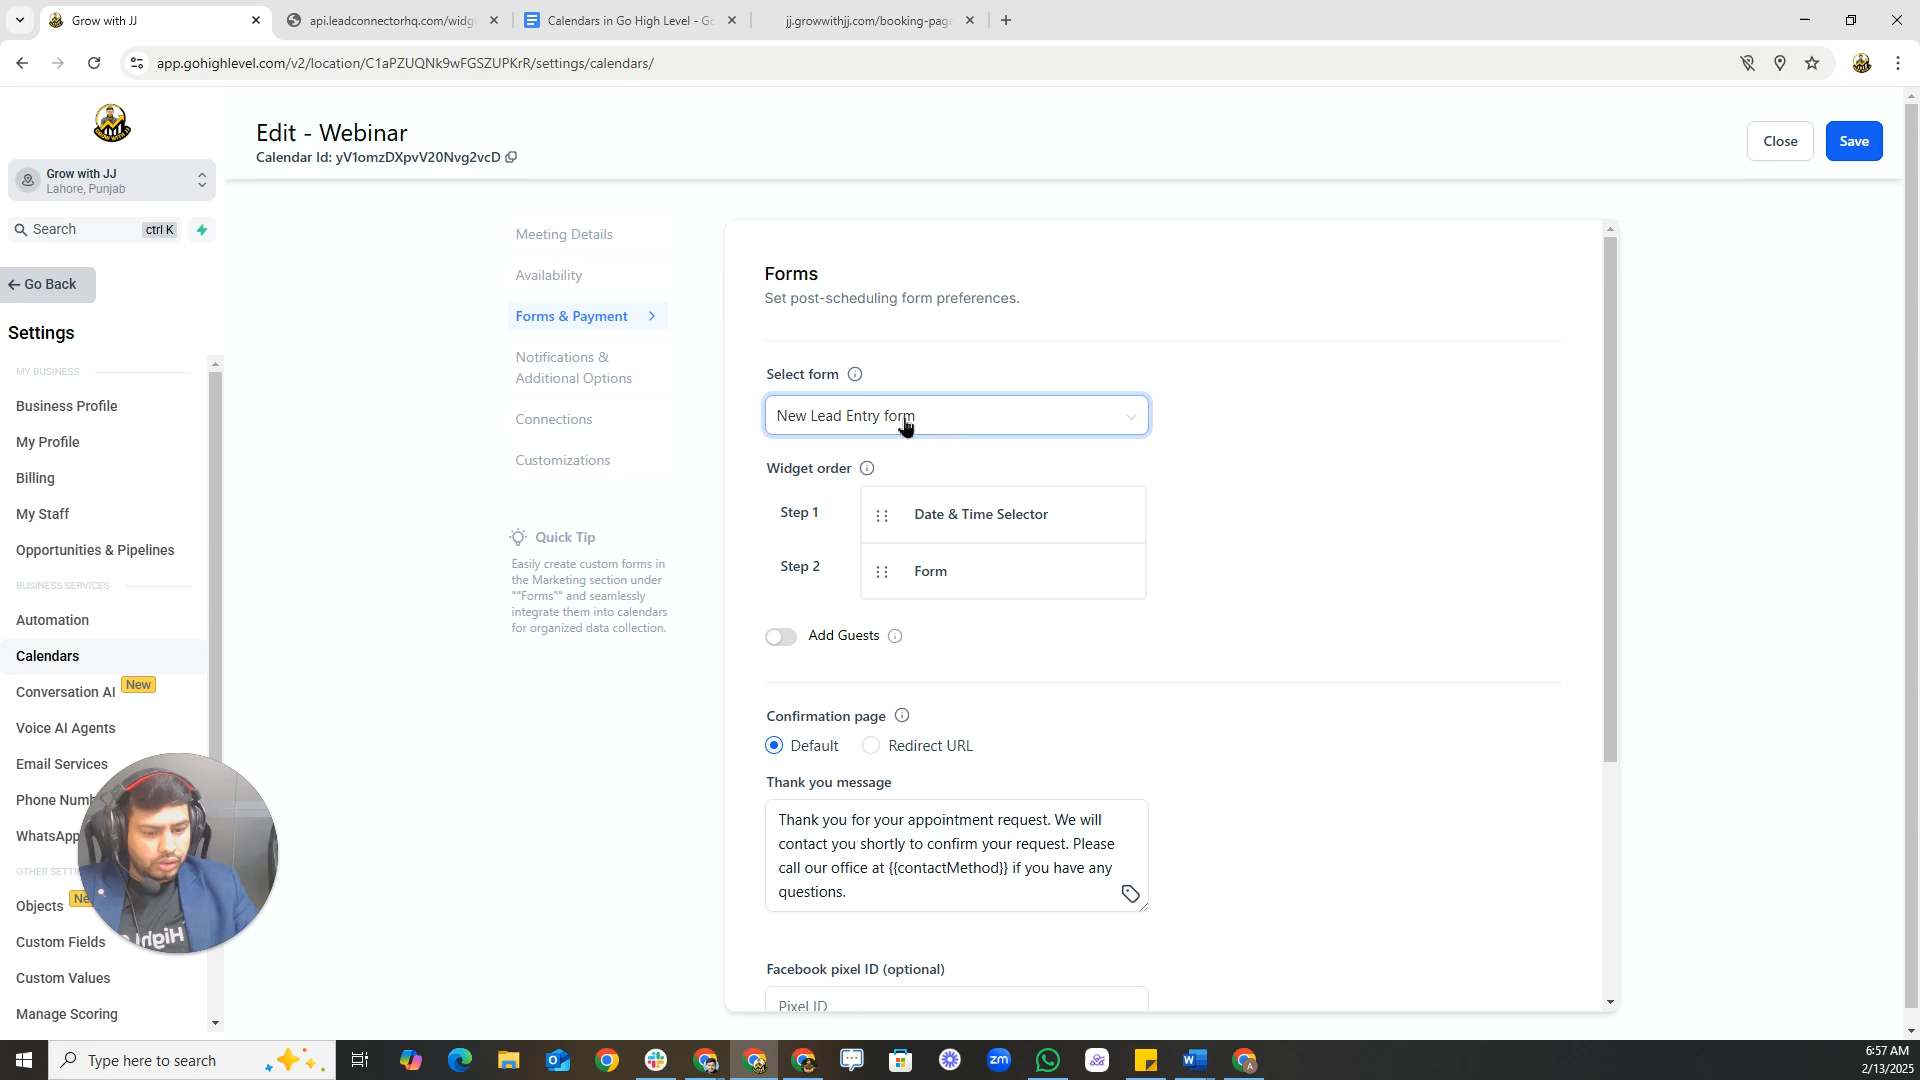 Grow with JJ
api.leadconnectorhq.com/widg
Calendars in Go High Level - Go
jj.growwithjj.com/booking-page
app.gohighlevel.com/v2/location/C1aPZUQNk9wFGSZUPKrR/settings/calendars/
Edit - Webinar
Calendar Id: yV1omzDXpvV20Nvg2vcD
Close
Save
Grow with JJ
Lahore, Punjab
Search
ctrl K
Go Back
Settings
MY BUSINESS
Business Profile
My Profile
Billing
My Staff
Opportunities & Pipelines
BUSINESS SERVICES
Automation
Calendars
Conversation AI
New
Voice AI Agents
Email Services
Phone Numb
WhatsApp
OTHER SETTI
Objects
Ne
Custom Fields
Custom Values
Manage Scoring
Meeting Details
Availability
Forms & Payment
Notifications &
Additional Options
Connections
Customizations
Quick Tip
Easily create custom forms in
the Marketing section under
""Forms"" and seamlessly
integrate them into calendars
for organized data collection.
Forms
Set post-scheduling form preferences.
Select form
New Lead Entry form
Widget order
Step 1
Date & Time Selector
Step 2
Form
Add Guests
Confirmation page
Default
Redirect URL
Thank you message
Thank you for your appointment request. We will
contact you shortly to confirm your request. Please
call our office at {{contactMethod}} if you have any
questions.
Facebook pixel ID (optional)
Pixel ID
Type here to search
6:57 AM
2/13/2025